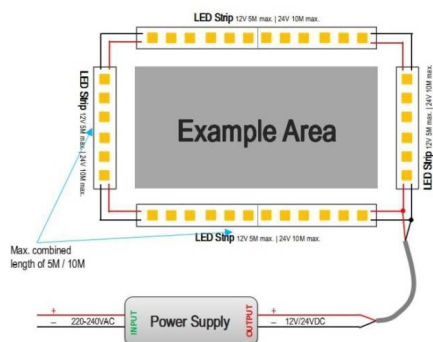 LED Strip 12V 5M max. | 24V 10M max.
LED Strip 12V 5M max. | 24V 10M max.
Example Area
LED Strip 12V 5M max. | 24V 10M max.
LED Strip 12V 5M max. | 24V 10M max.
Max. combined
length of 5M / 10M
+ 220-240VAC –
INPUT
Power Supply
OUTPUT
+ 12V/24VDC –